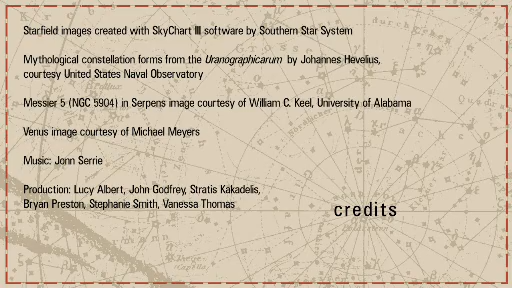 Starfield images created with SkyChart III software by Southern Star System
Mythological constellation forms from the Uranographicarum by Johannes Hevelius,
courtesy United States Naval Observatory
Messier 5 (NGC 5904) in Serpens image courtesy of William C. Keel, University of Alabama
Venus image courtesy of Michael Meyers
Music: Jonn Serrie
Production: Lucy Albert, John Godfrey, Stratis Kakadelis,
Bryan Preston, Stephanie Smith, Vanessa Thomas
credits